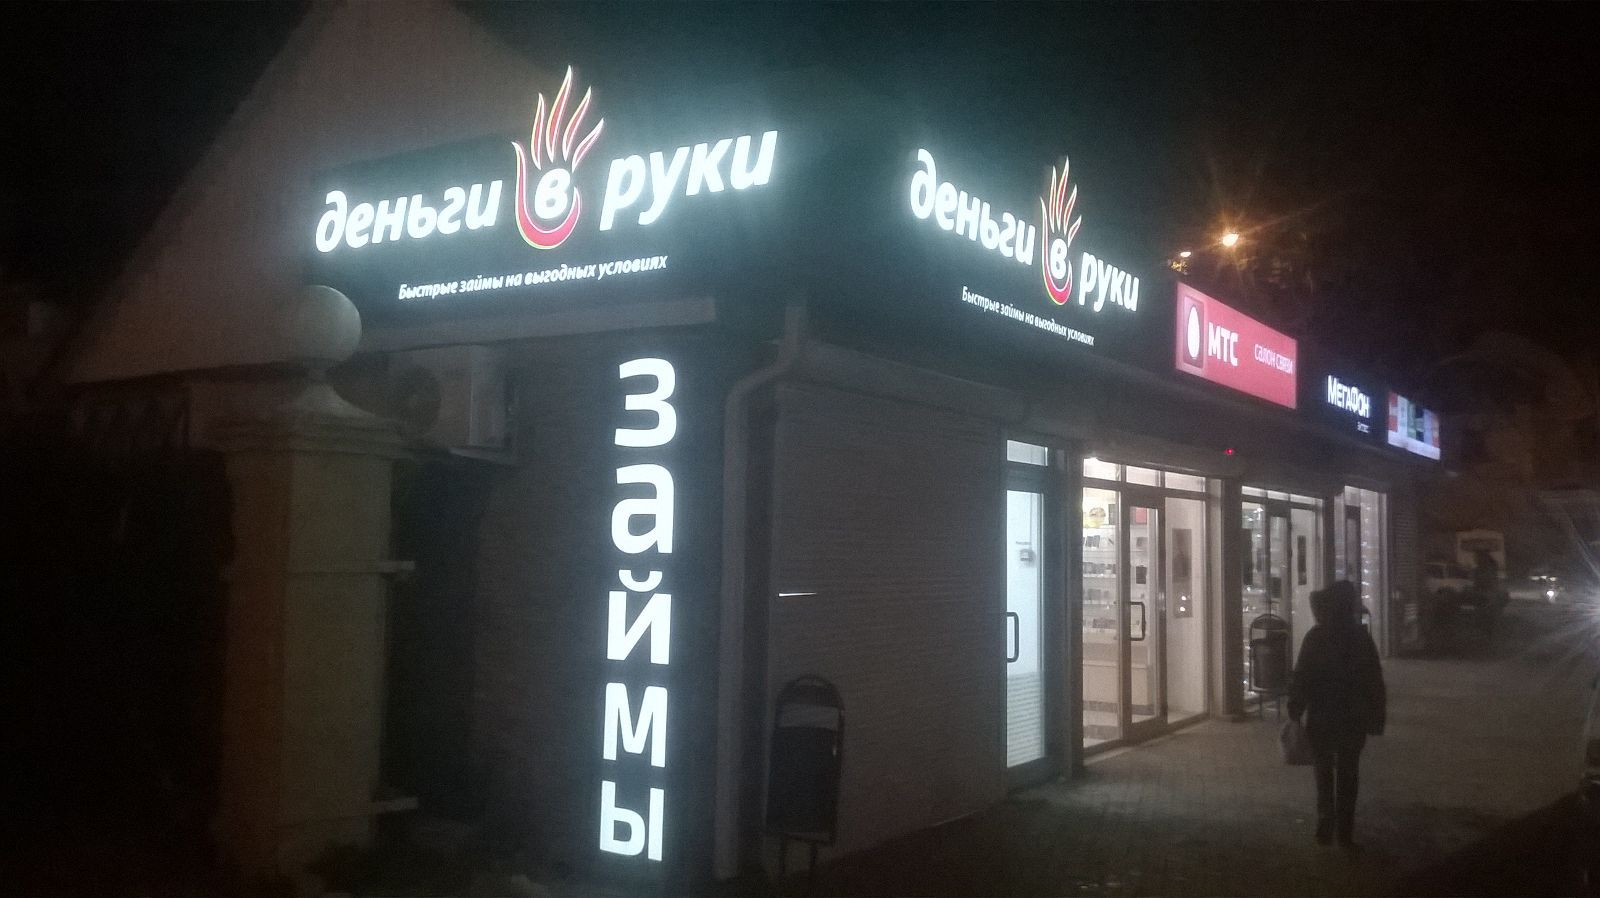 деньги в руки
Быстрые займы на выгодных условиях
займы
деньги в руки
Быстрые займы на выгодных условиях
МТС
салон связи
МЕГАФОН